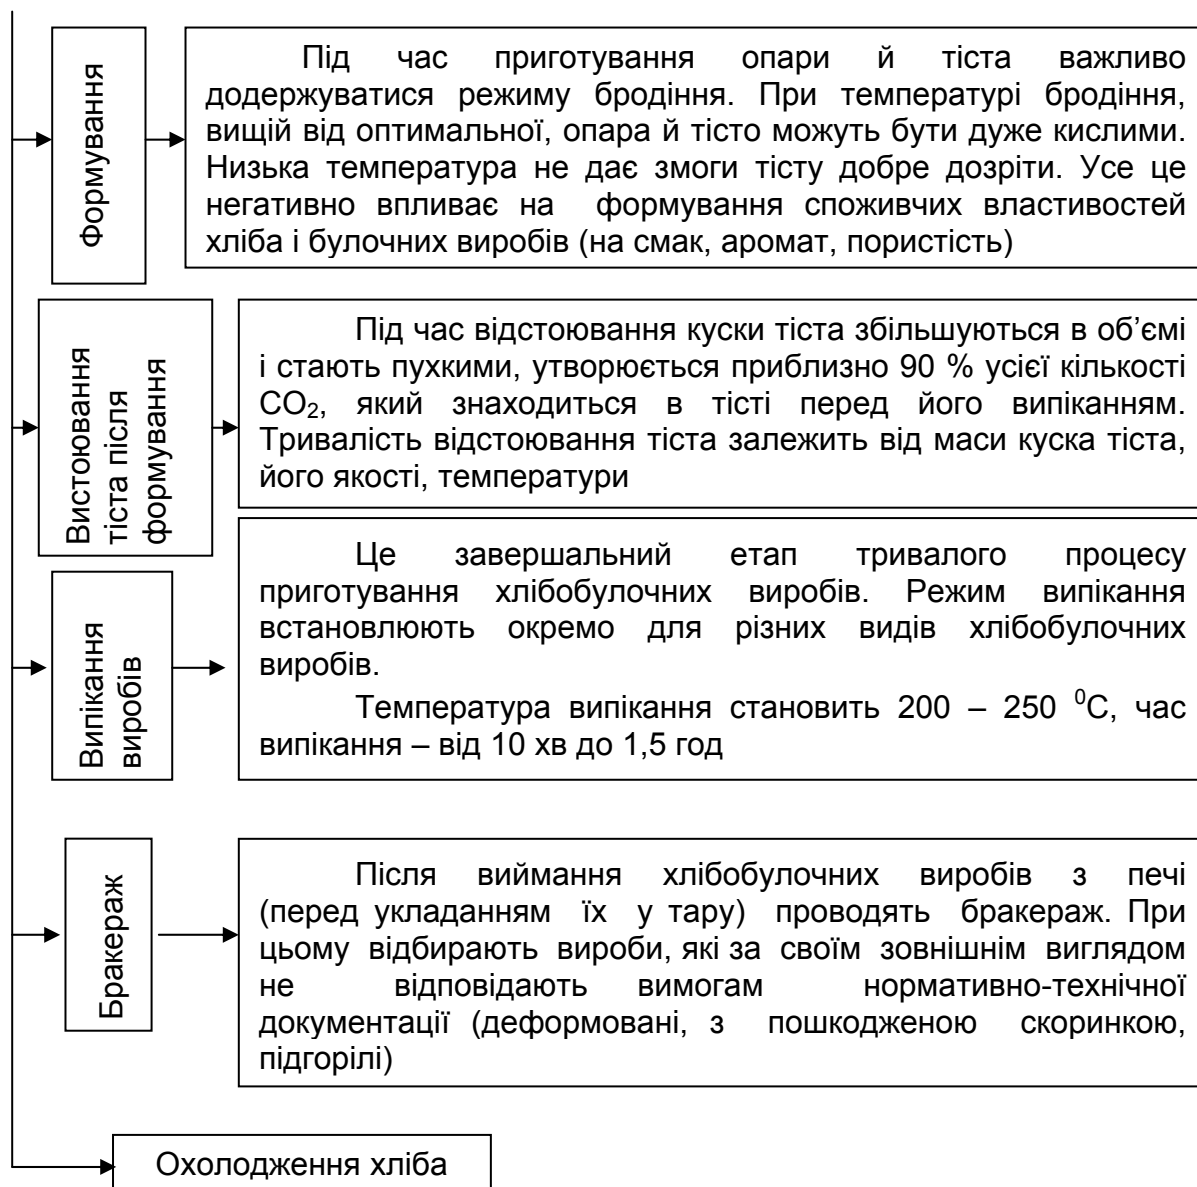 Формування
Під час приготування опари й тіста важливо
додержуватися режиму бродіння. При температурі бродіння,
вищій від оптимальної, опара й тісто можуть бути дуже кислими.
Низька температура не дає змоги тісту добре дозріти. Усе це
негативно впливає на формування споживчих властивостей
хліба і булочних виробів (на смак, аромат, пористість)
Вистоювання
тіста після
формування
Під час відстоювання куски тіста збільшуються в об’ємі
і стають пухкими, утворюється приблизно 90 % усієї кількості
CO₂, який знаходиться в тісті перед його випіканням.
Тривалість відстоювання тіста залежить від маси куска тіста,
його якості, температури
Випікання
виробів
Це завершальний етап тривалого процесу
приготування хлібобулочних виробів. Режим випікання
встановлюють окремо для різних видів хлібобулочних
виробів.
Температура випікання становить 200 – 250 ⁰С, час
випікання – від 10 хв до 1,5 год
Бракераж
Після виймання хлібобулочних виробів з печі
(перед укладанням їх у тару) проводять бракераж. При
цьому відбирають вироби, які за своїм зовнішнім виглядом
не відповідають вимогам нормативно-технічної
документації (деформовані, з пошкодженою скоринкою,
підгорілі)
Охолодження хліба